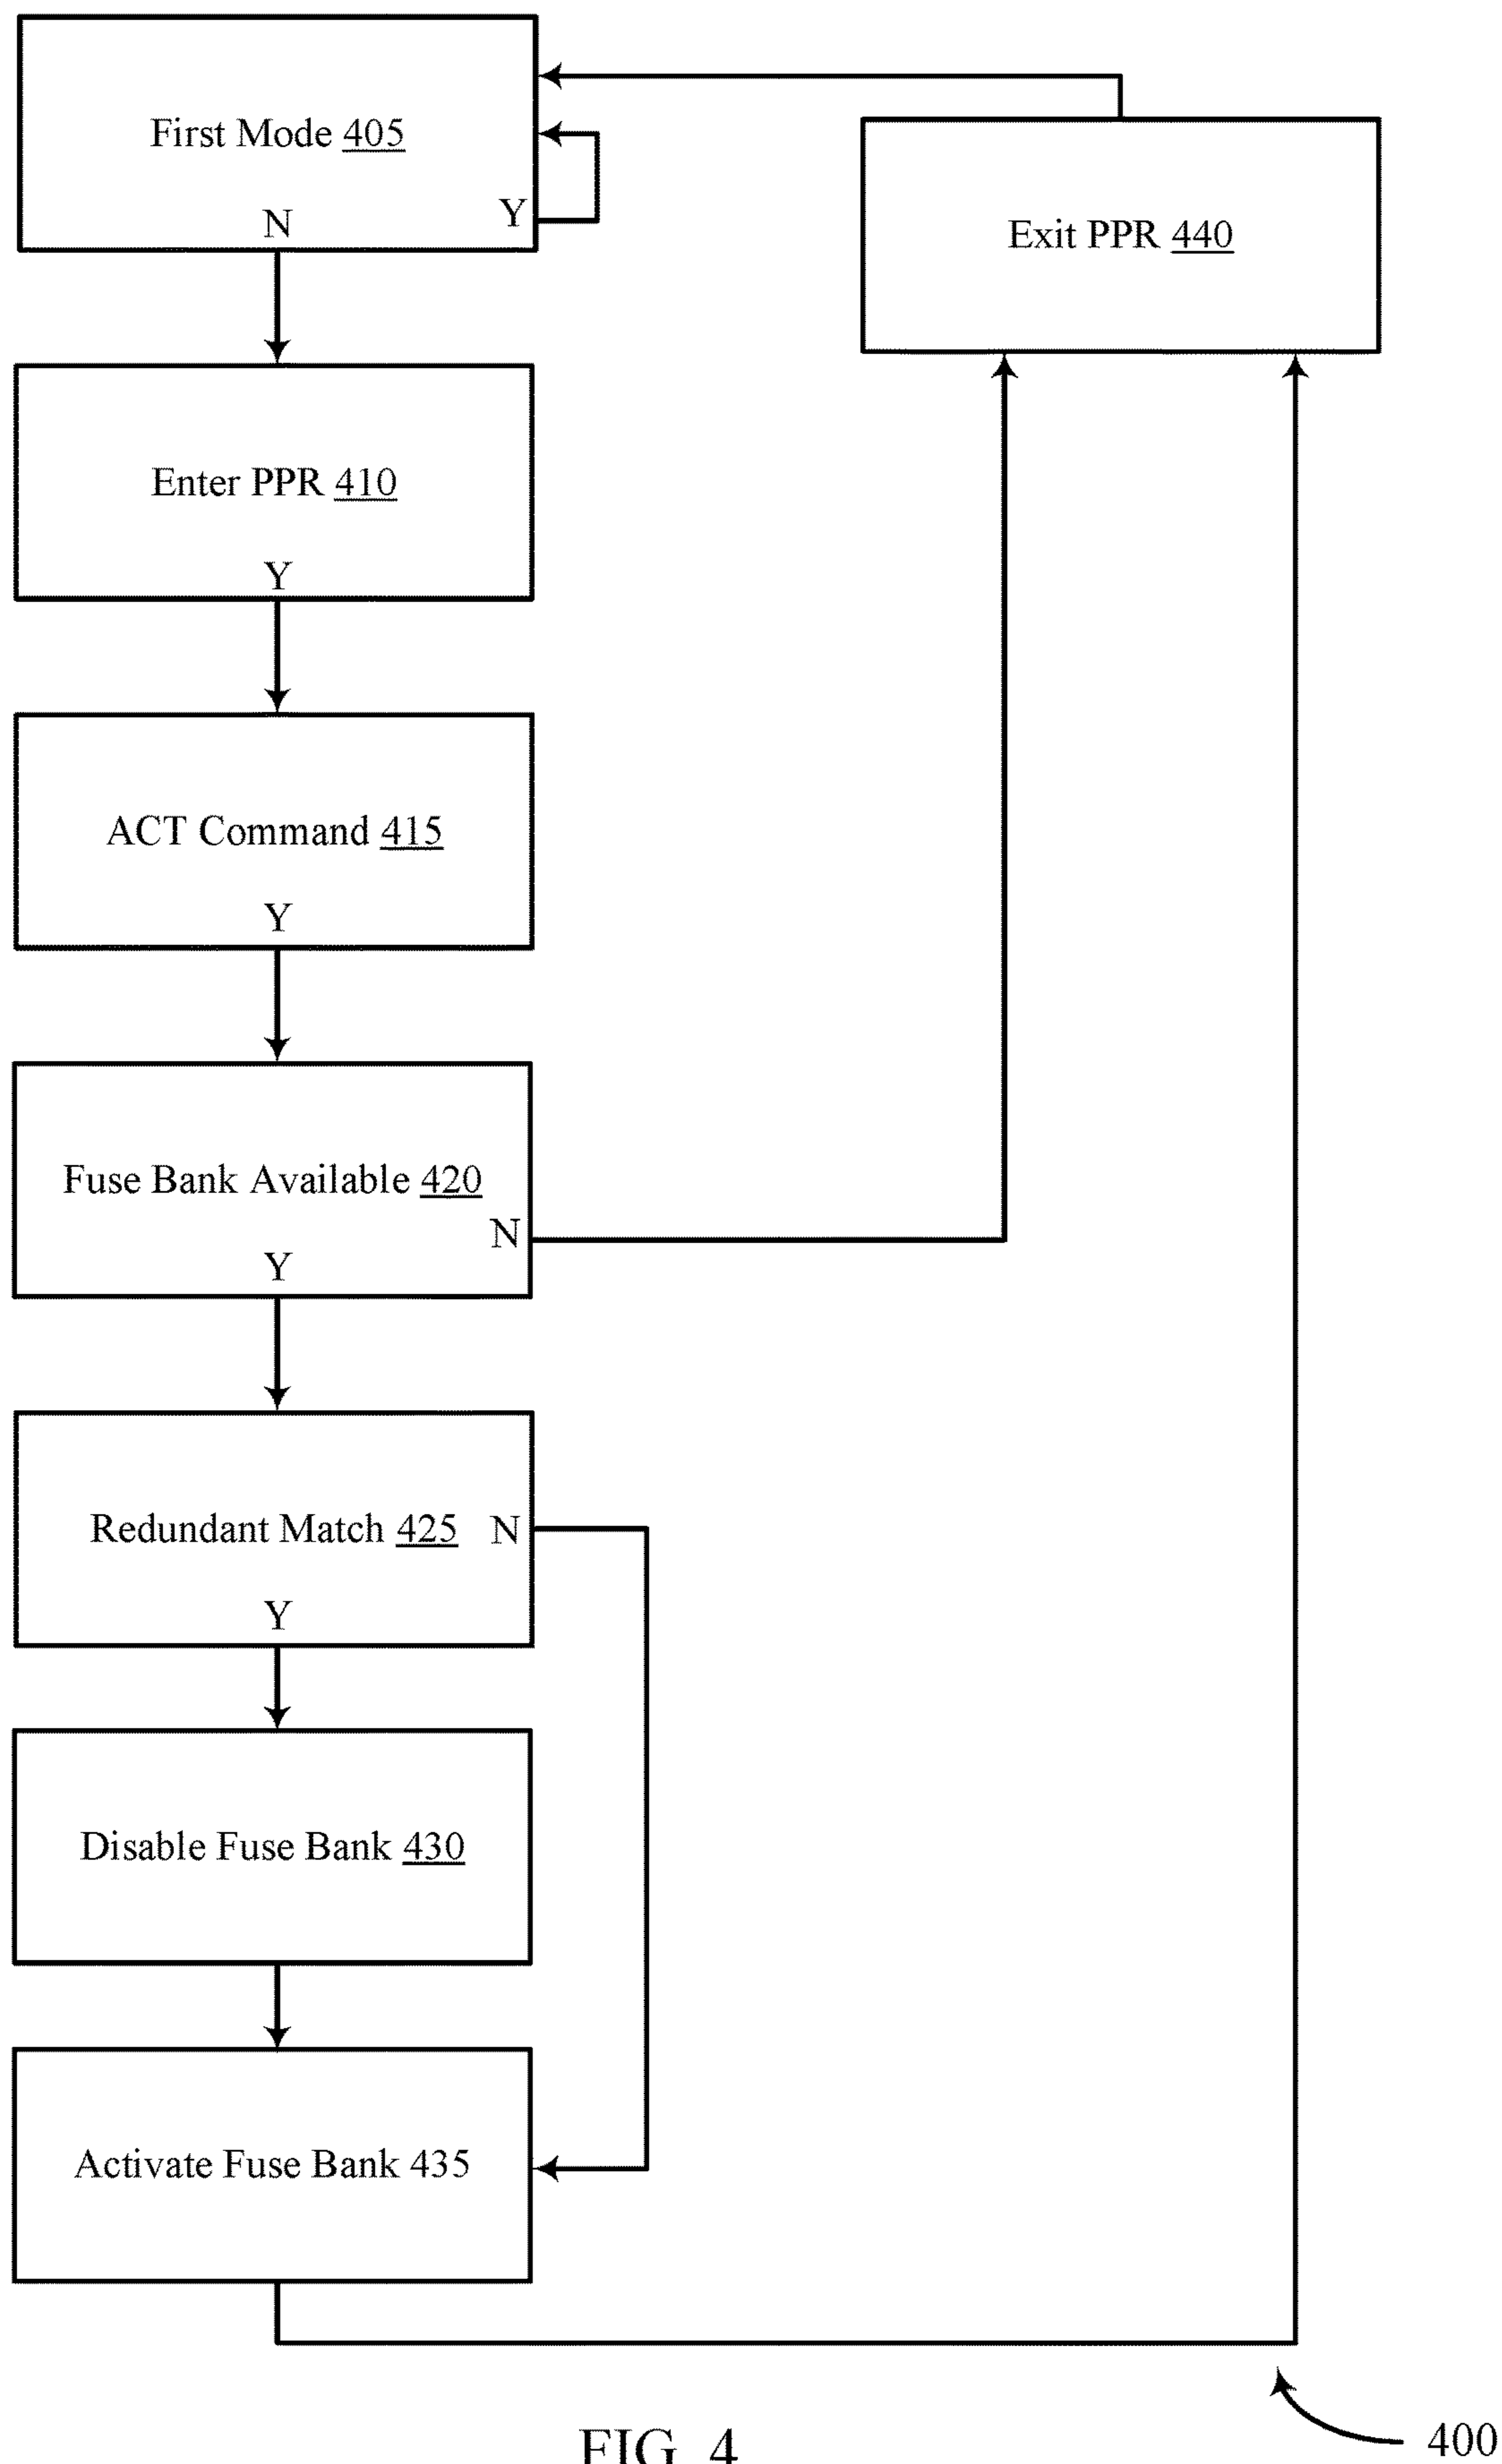 First Mode 405
Y
N
Exit PPR 440
Enter PPR 410
Y
ACT Command 415
Y
Fuse Bank Available 420
N
Y
Redundant Match 425 N
Y
Disable Fuse Bank 430
Activate Fuse Bank 435
400
FIG. 4